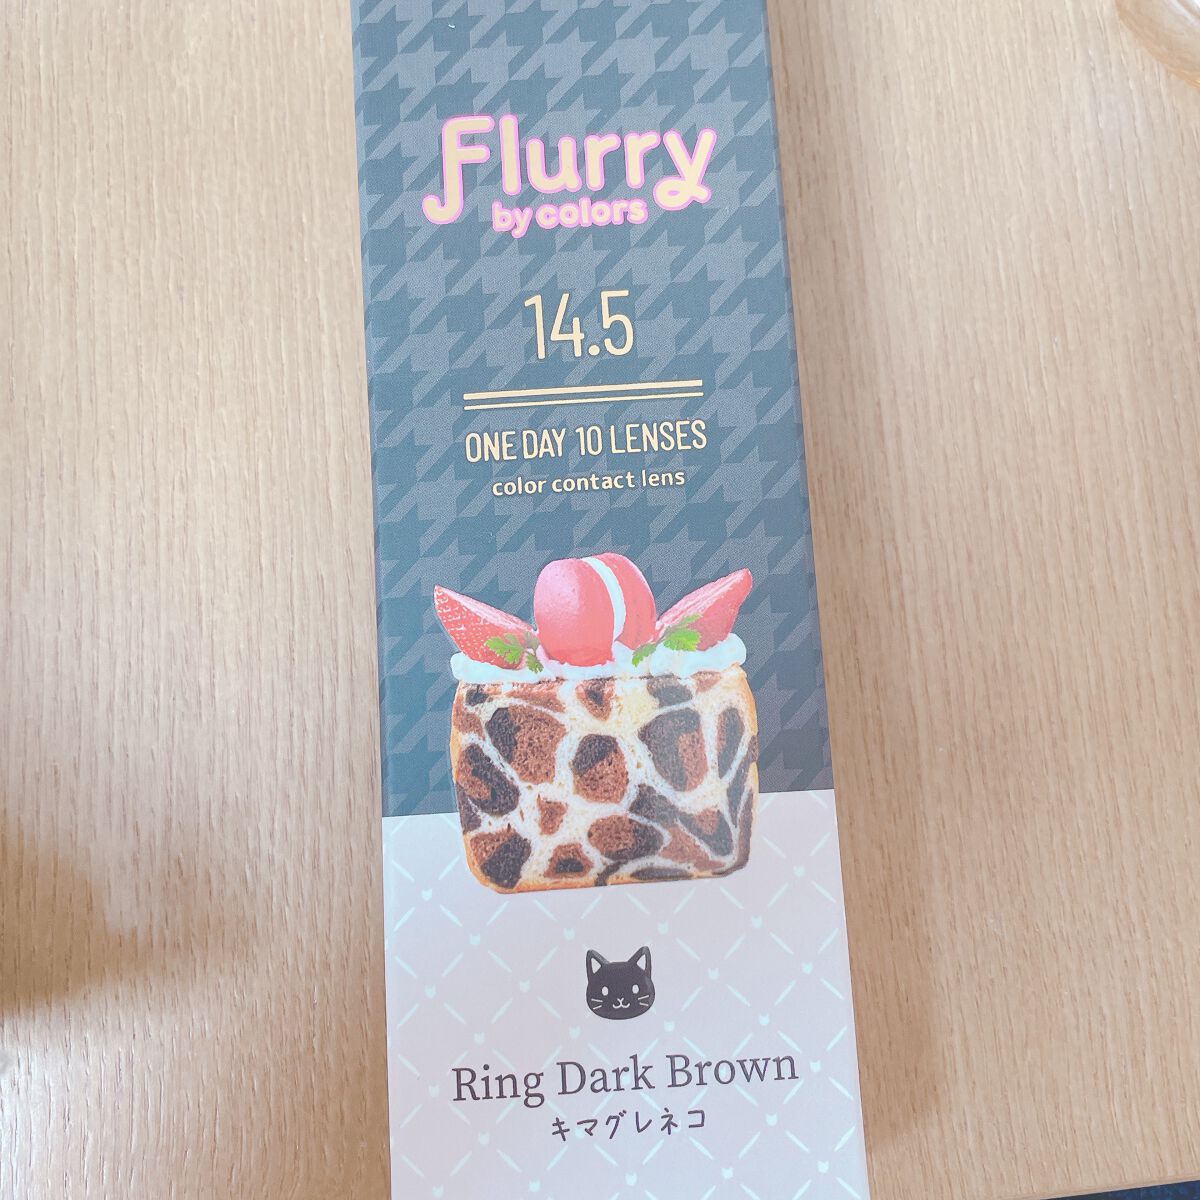 Flurry
by colors
14.5
ONE DAY 10 LENSES
color contact lens
Ring Dark Brown
キマグレネコ